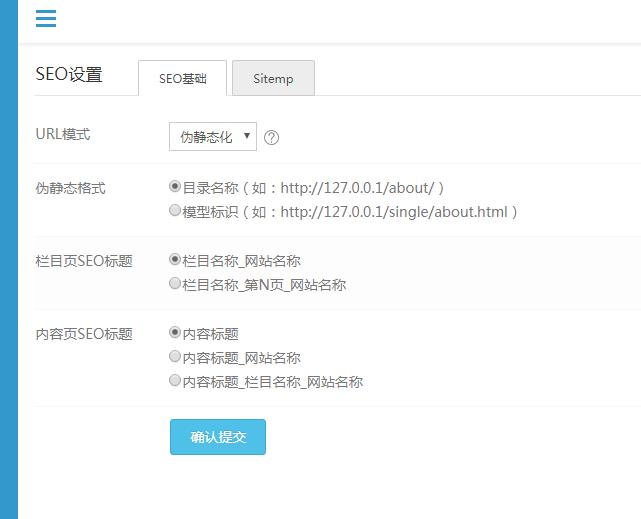 SEO设置 SEO基础 Sitemp
URL模式 伪静态化
伪静态格式 目录名称（如：http://127.0.0.1/about/）
模型标识（如：http://127.0.0.1/single/about.html）
栏目页SEO标题 栏目名称_网站名称
栏目名称_第N页_网站名称
内容页SEO标题 内容标题
内容标题_网站名称
内容标题_栏目名称_网站名称
确认提交